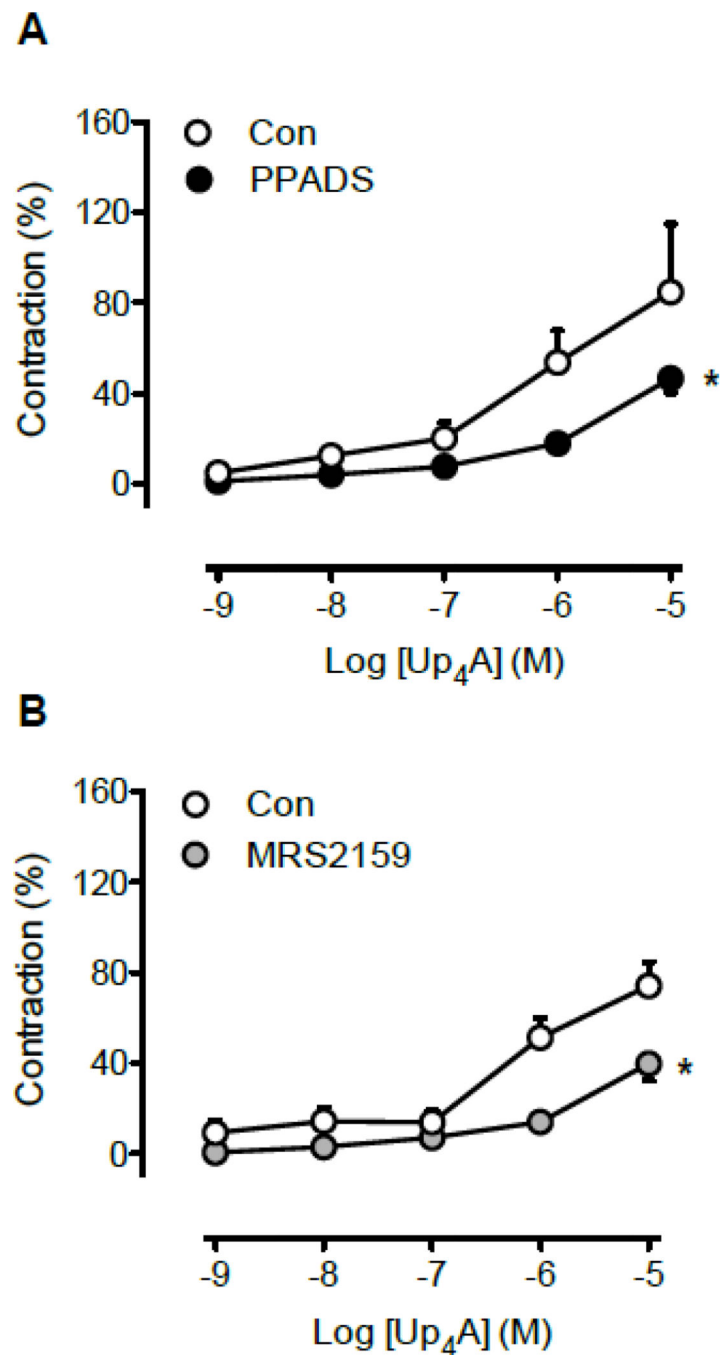 A
160
120
80
40
0
Contraction (%)
Con
PPADS
*
-9 -8 -7 -6 -5
Log [Up₄A] (M)
B
160
120
80
40
0
Contraction (%)
Con
MRS2159
*
-9 -8 -7 -6 -5
Log [Up₄A] (M)